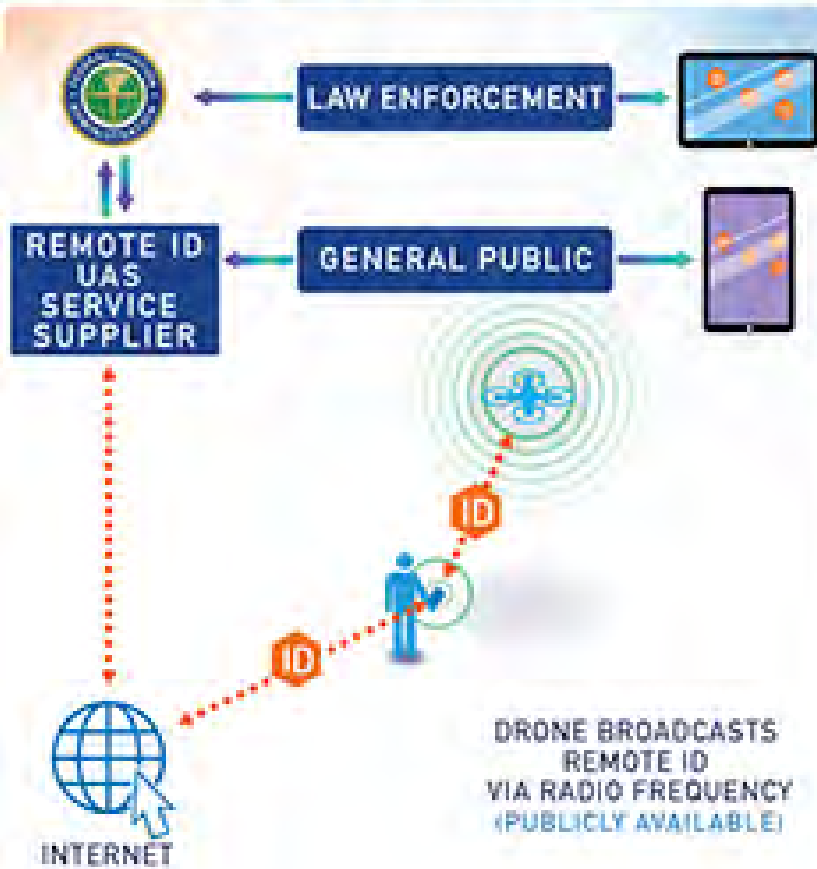 LAW ENFORCEMENT
REMOTE ID
UAS
SERVICE
SUPPLIER
GENERAL PUBLIC
ID
ID
DRONE BROADCASTS
REMOTE ID
VIA RADIO FREQUENCY
(PUBLICLY AVAILABLE)
INTERNET